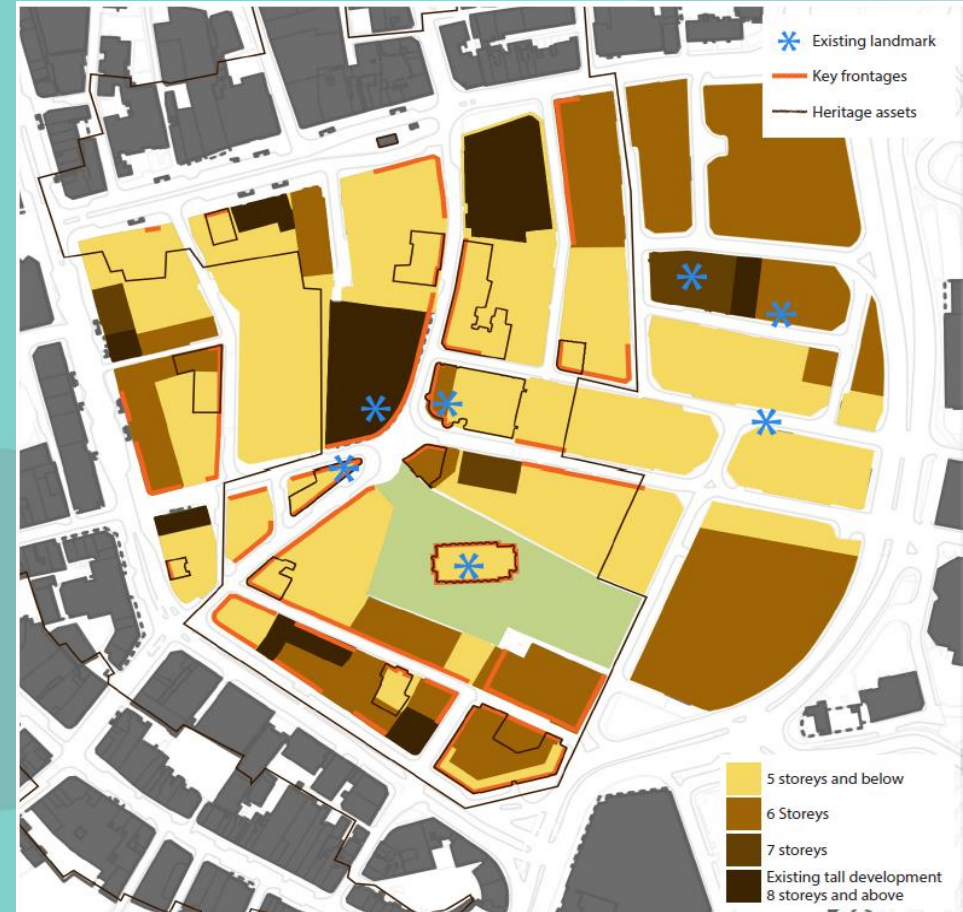 Existing landmark
Key frontages
Heritage assets
5 storeys and below
6 Storeys
7 storeys
Existing tall development
8 storeys and above